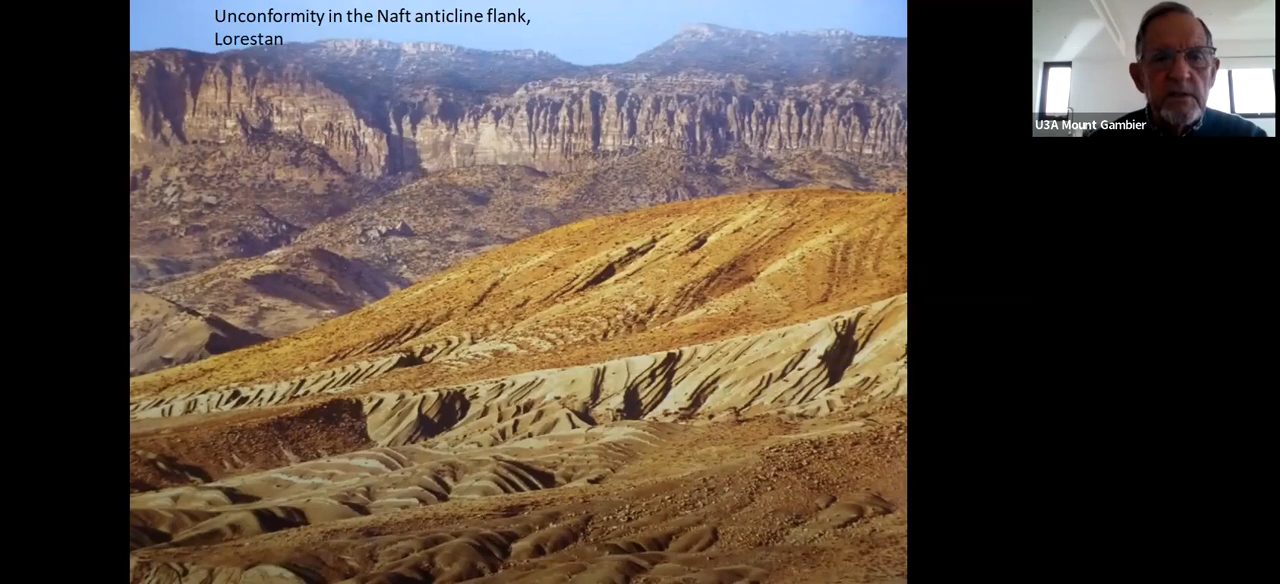 Unconformity in the Naft anticline flank,
Lorestan
U3A Mount Gambier